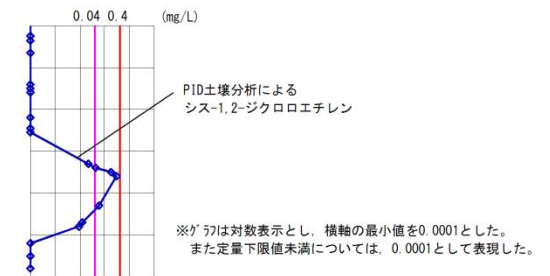 0.04 0.4 (mg/L)
PID土壌分析による
シス-1,2-ジクロロエチレン
※グラフは対数表示とし、横軸の最小値を0.0001とした。
また定量下限値未満については、0.0001として表現した。